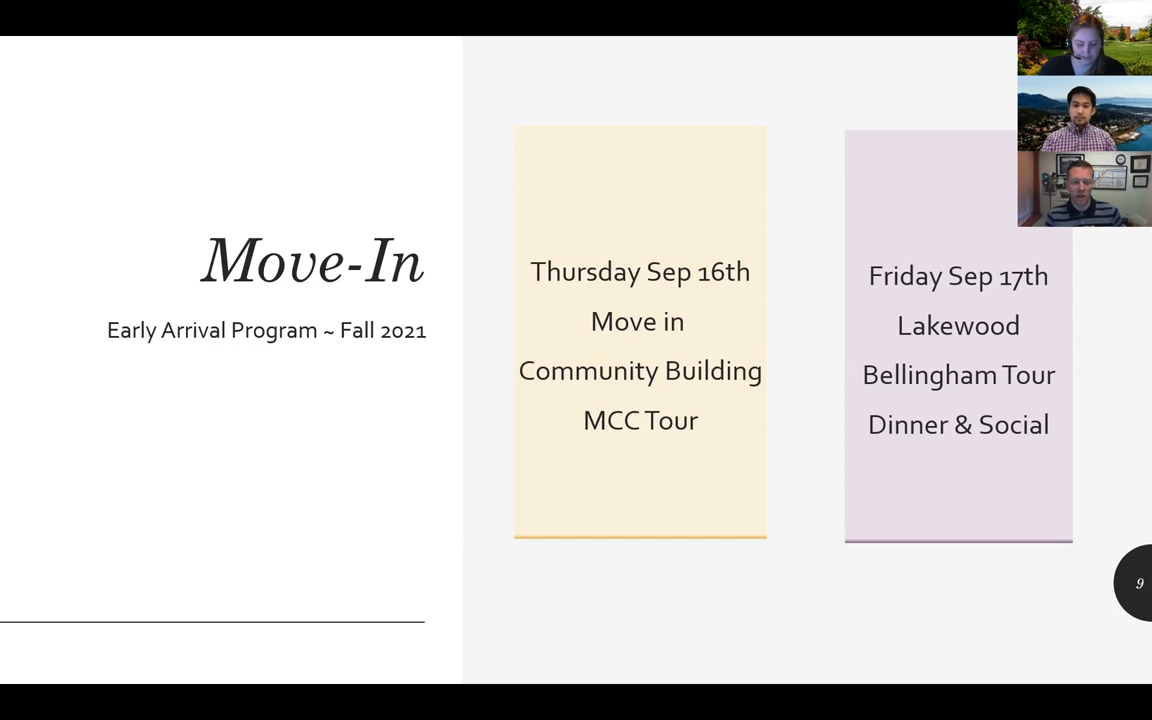 Move-In
Early Arrival Program ~ Fall 2021
Thursday Sep 16th
Move in
Community Building
MCC Tour
Friday Sep 17th
Lakewood
Bellingham Tour
Dinner & Social
9